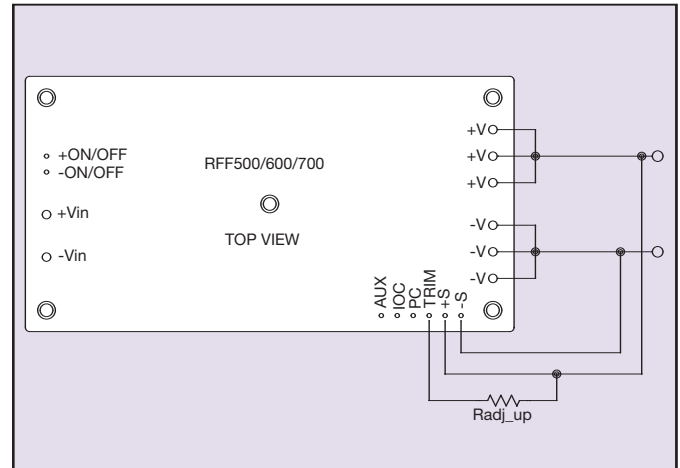 +ON/OFF
-ON/OFF
+Vin
-Vin
RFF500/600/700
TOP VIEW
+V
+V
+V
-V
-V
-V
AUX
IOC
PC
TRIM
+S
-S
Radj_up